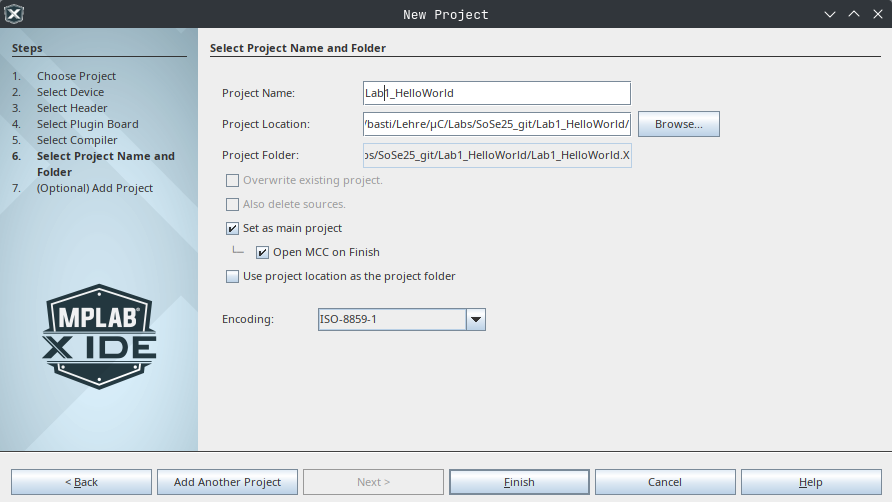 New Project
Steps
1. Choose Project
2. Select Device
3. Select Header
4. Select Plugin Board
5. Select Compiler
6. Select Project Name and
Folder
7. (Optional) Add Project
MPLAB®
X IDE
Select Project Name and Folder
Project Name: Lab1_HelloWorld
Project Location: /basti/Lehre/µC/Labs/SoSe25_git/Lab1_HelloWorld/ Browse...
Project Folder: bs/SoSe25_git/Lab1_HelloWorld/Lab1_HelloWorld.X
Overwrite existing project.
Also delete sources.
Set as main project
Open MCC on Finish
Use project location as the project folder
Encoding: ISO-8859-1
< Back Add Another Project Next > Finish Cancel Help